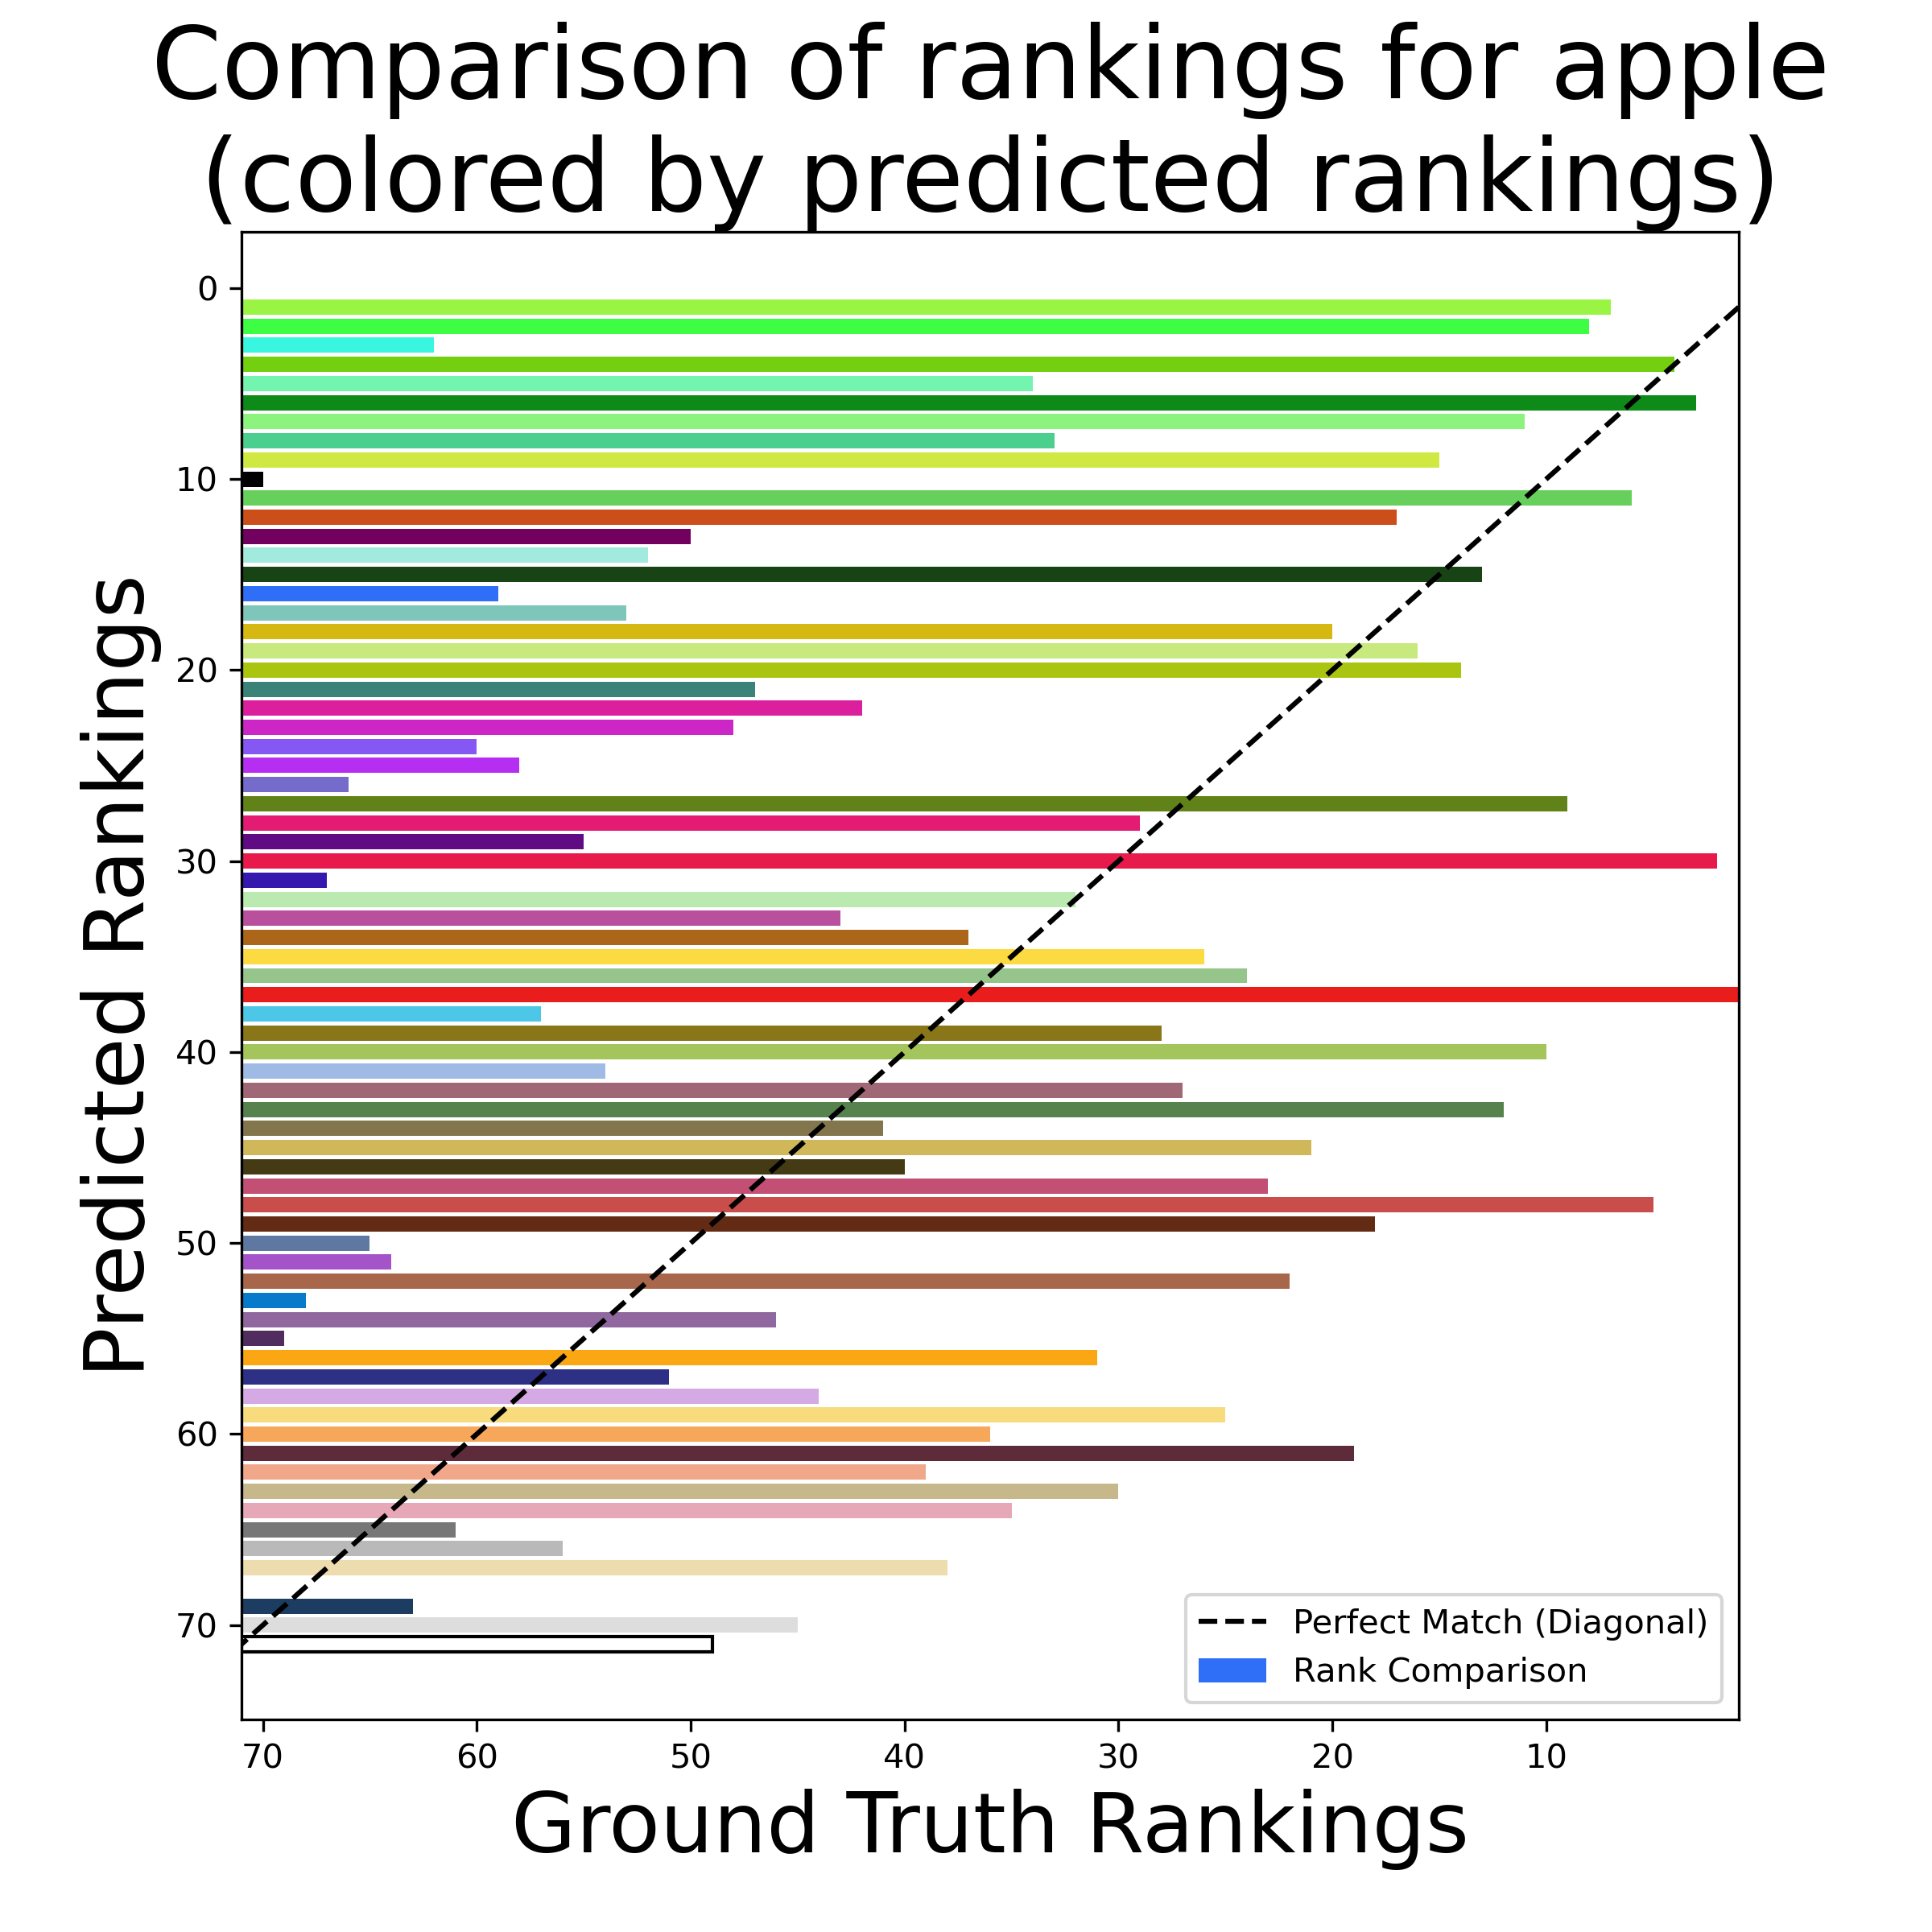 Comparison of rankings for apple
(colored by predicted rankings)
Predicted Rankings
0
10
20
30
40
50
60
70
Perfect Match (Diagonal)
Rank Comparison
70 60 50 40 30 20 10
Ground Truth Rankings